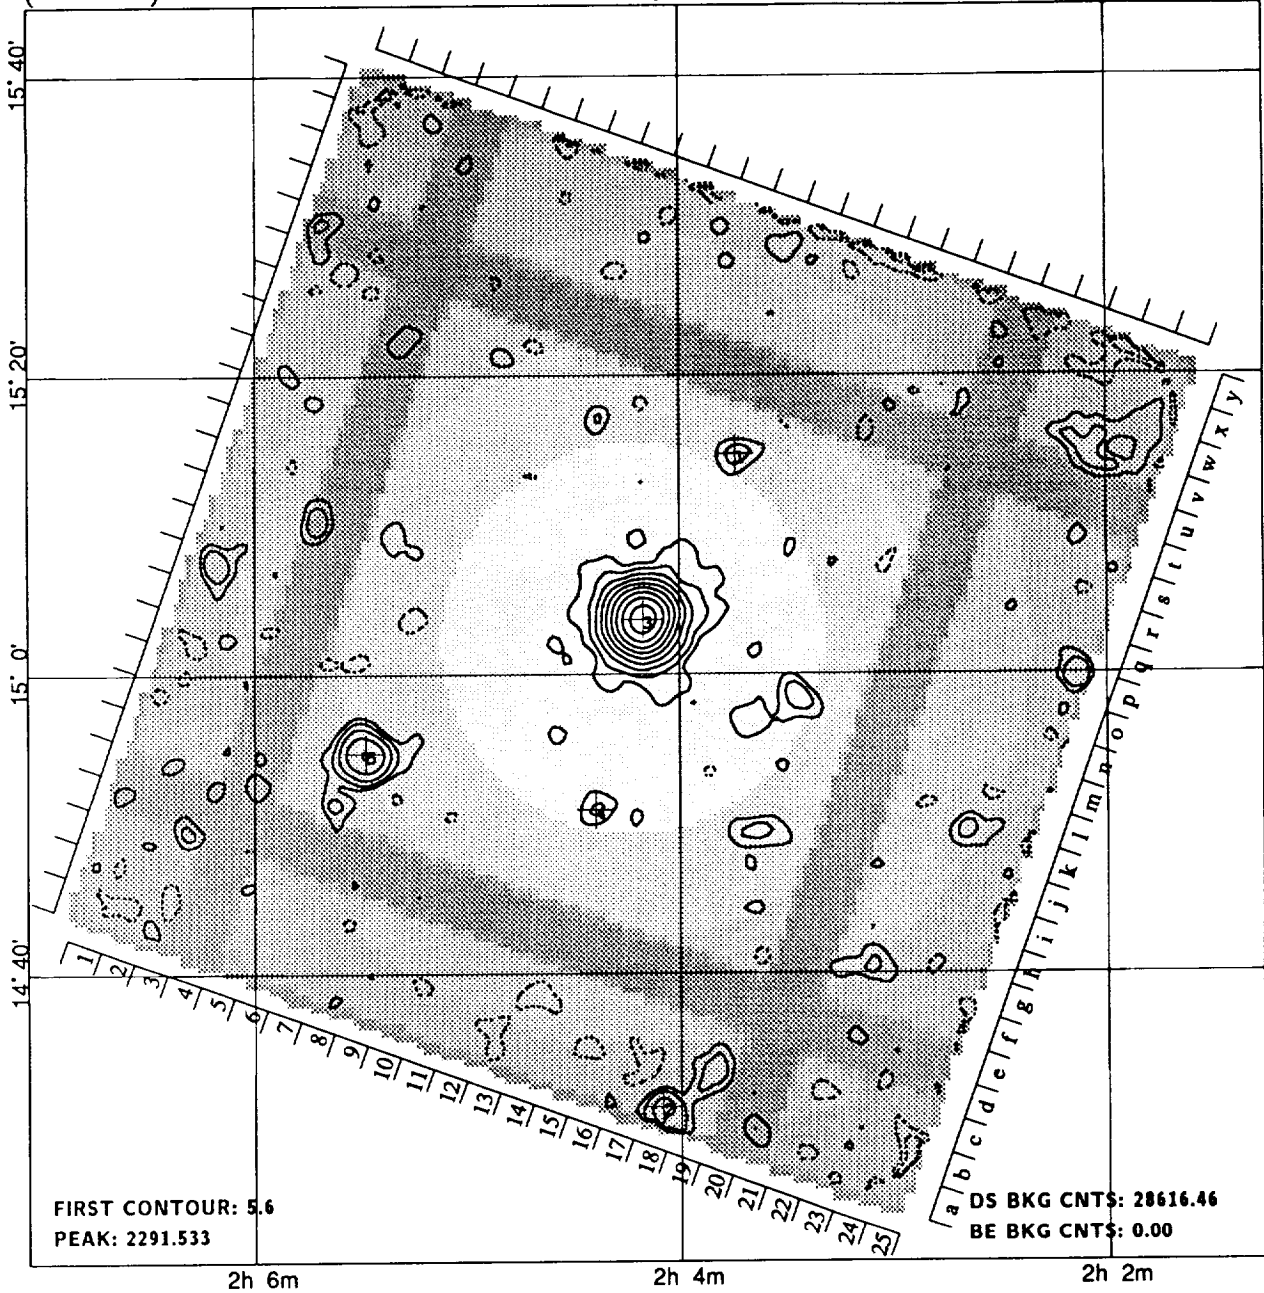 15° 40'
15° 20'
15° 0'
14° 40'
3
1 2 3 4 5 6 7 8 9 10 11 12 13 14 15 16 17 18 19 20 21 22 23 24 25
a b c d e f g h i j k l m n o p q r s t u v w x y
FIRST CONTOUR: 5.6
PEAK: 2291.533
DS BKG CNTS: 28616.46
BE BKG CNTS: 0.00
2h 6m
2h 4m
2h 2m